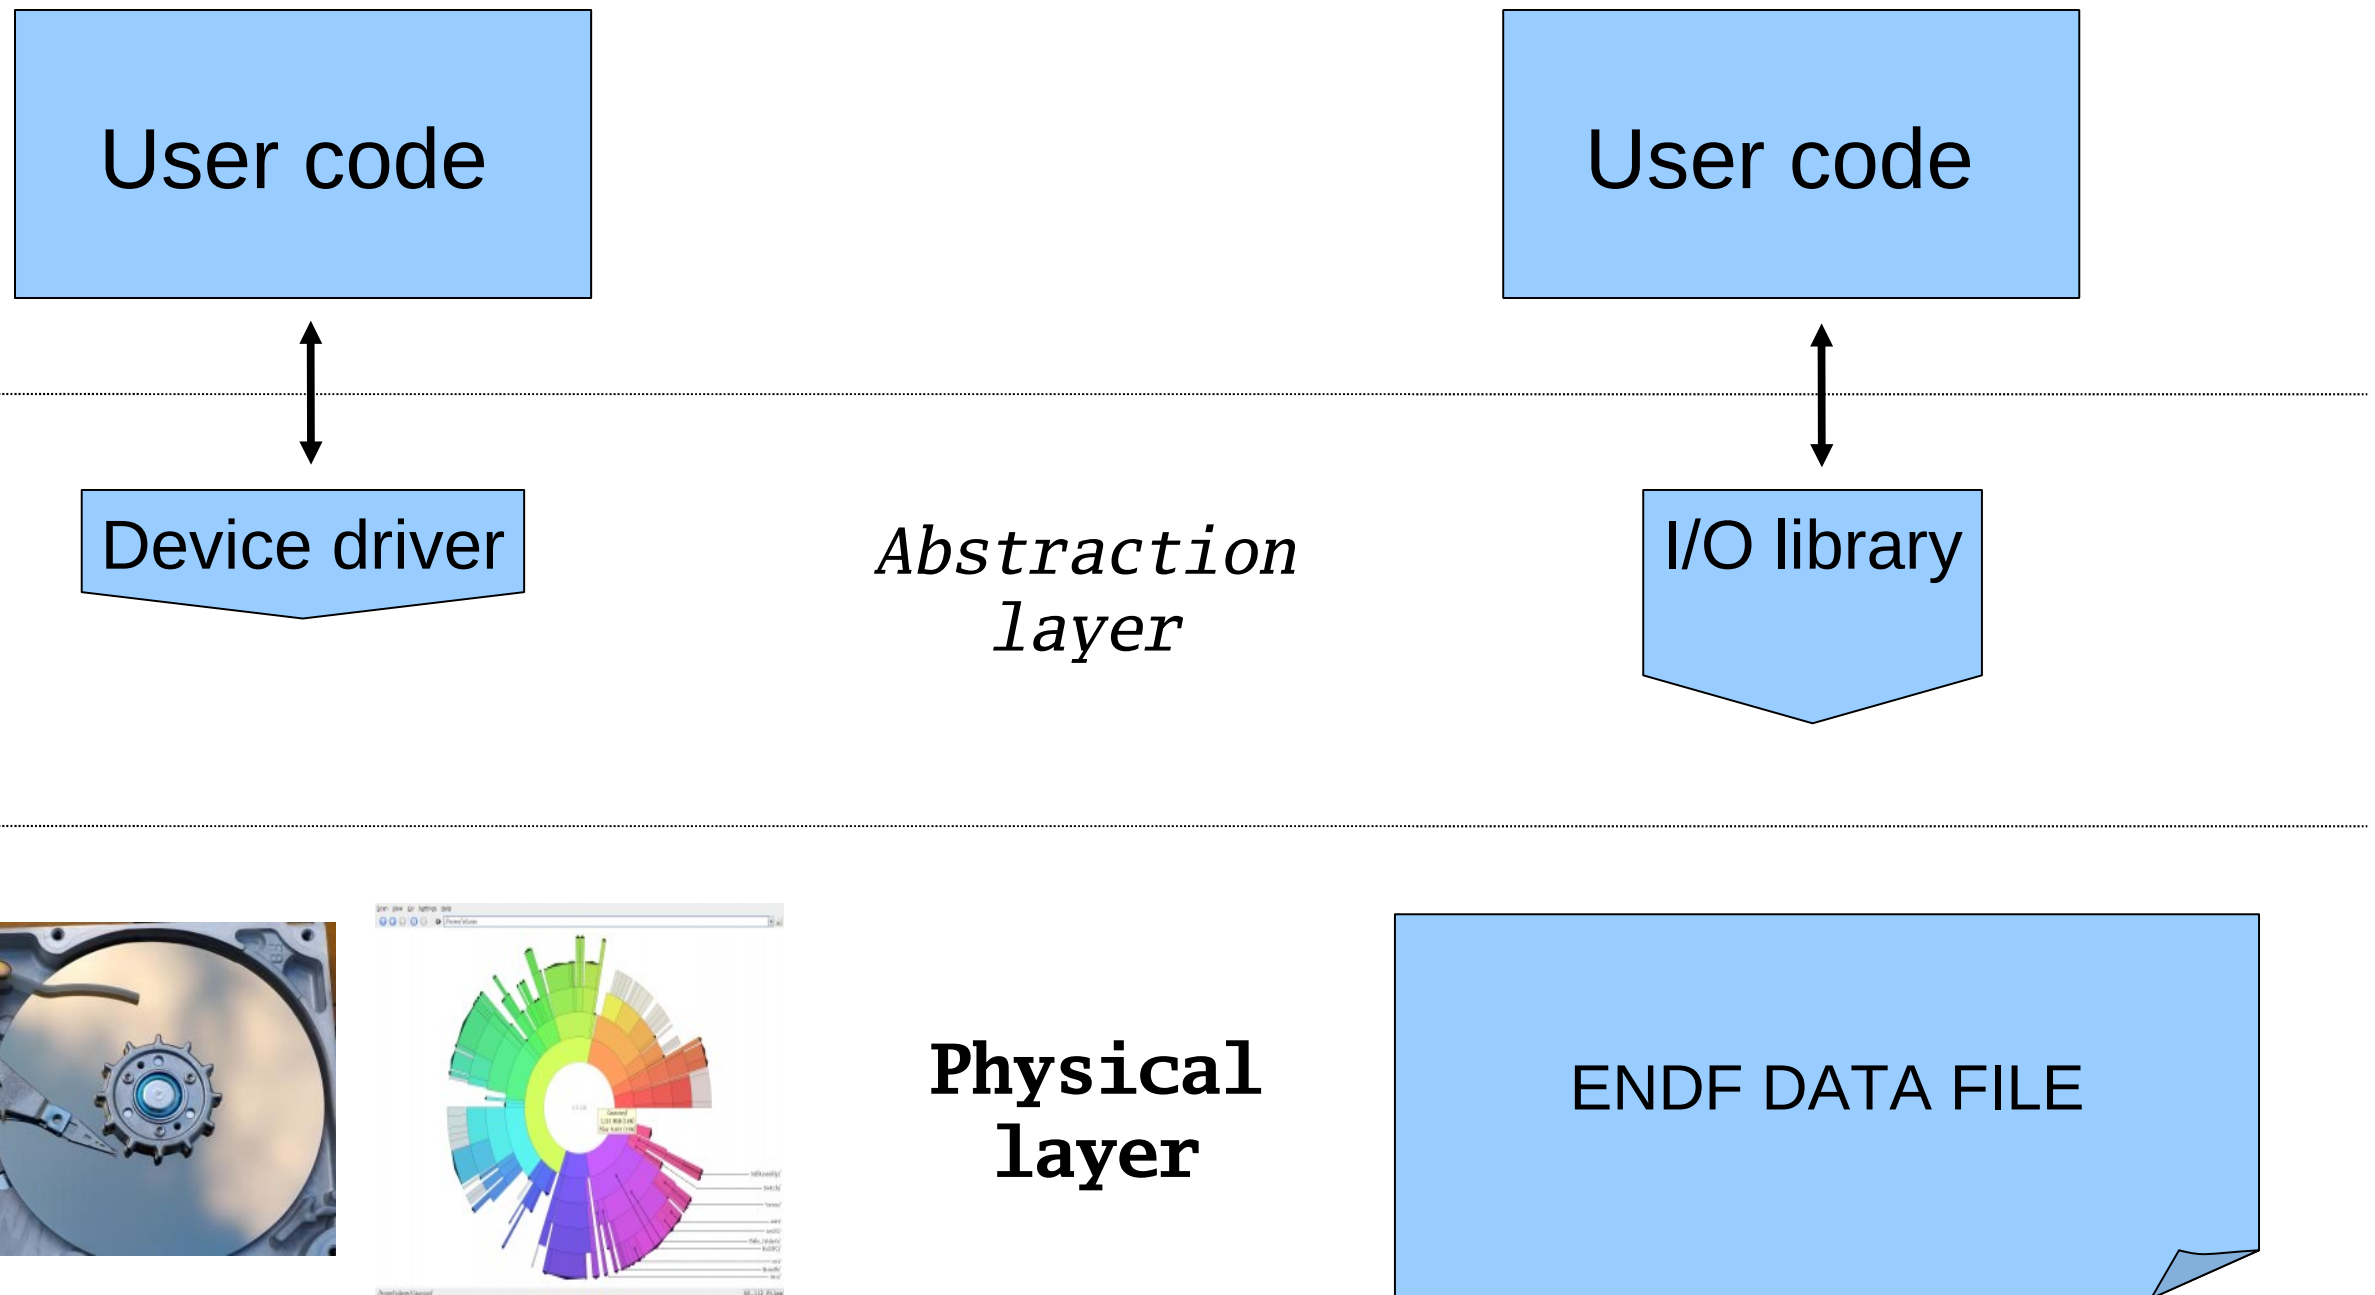 User code
User code
Device driver
I/O library
Abstraction
layer
Physical
layer
ENDF DATA FILE